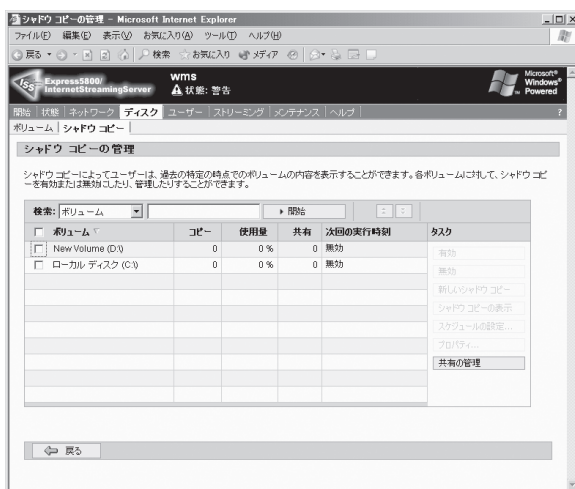 シャドウ コピーの管理 - Microsoft Internet Explorer
ファイル(F) 編集(E) 表示(V) お気に入り(A) ツール(T) ヘルプ(H)
戻る 検索 お気に入り メディア
Express5800/
InternetStreamingServer
wms
状態: 警告
Microsoft®
Windows®
Powered
開始 状態 ネットワーク ディスク ユーザー ストリーミング メンテナンス ヘルプ ?
ボリューム シャドウ コピー
シャドウ コピーの管理
シャドウ コピーによってユーザーは、過去の特定の時点でのボリュームの内容を表示することができます。各ボリュームに対して、シャドウ コピ
ーを有効または無効にしたり、管理したりすることができます。
検索: ボリューム 開始
ボリューム コピー 使用量 共有 次回の実行時刻 タスク
New Volume (D:\) 0 0 % 0 無効
ローカル ディスク (C:\) 0 0 % 0 無効
有効
無効
新しいシャドウ コピー
シャドウ コピーの表示
スケジュールの設定...
プロパティ...
共有の管理
戻る